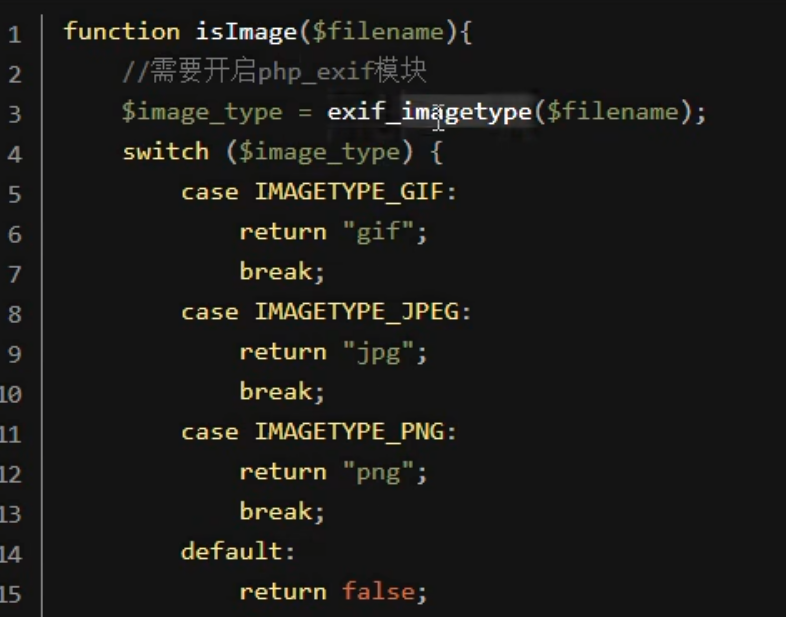 1 function isImage($filename){
2 //需要开启php_exif模块
3 $image_type = exif_imagetype($filename);
4 switch ($image_type) {
5 case IMAGETYPE_GIF:
6 return "gif";
7 break;
8 case IMAGETYPE_JPEG:
9 return "jpg";
10 break;
11 case IMAGETYPE_PNG:
12 return "png";
13 break;
14 default:
15 return false;